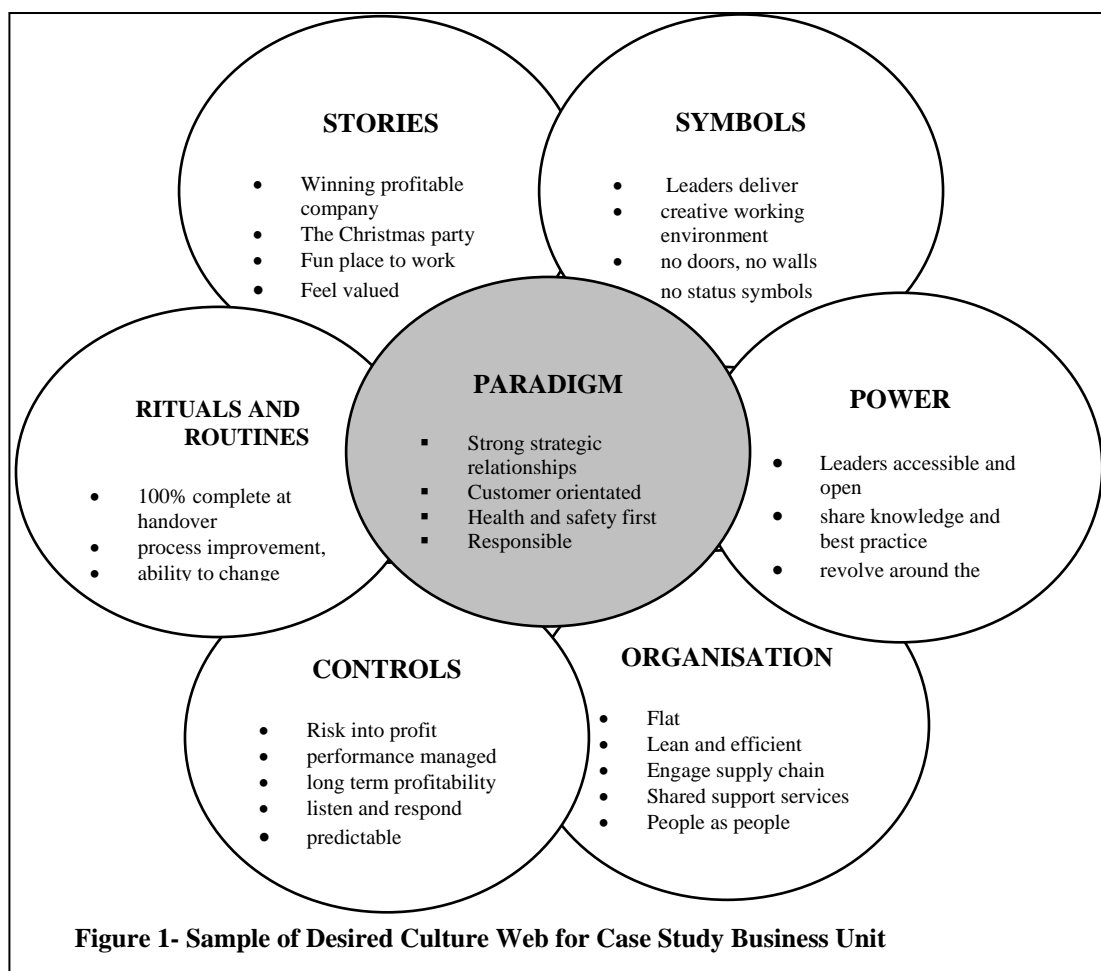 STORIES
• Winning profitable
company
• The Christmas party
• Fun place to work
• Feel valued
SYMBOLS
• Leaders deliver
• creative working
environment
• no doors, no walls
no status symbols
RITUALS AND
ROUTINES
• 100% complete at
handover
• process improvement,
• ability to change
PARADIGM
▪ Strong strategic
relationships
▪ Customer orientated
▪ Health and safety first
▪ Responsible
POWER
• Leaders accessible and
open
• share knowledge and
best practice
• revolve around the
CONTROLS
• Risk into profit
• performance managed
• long term profitability
• listen and respond
• predictable
ORGANISATION
• Flat
• Lean and efficient
• Engage supply chain
• Shared support services
• People as people
Figure 1- Sample of Desired Culture Web for Case Study Business Unit